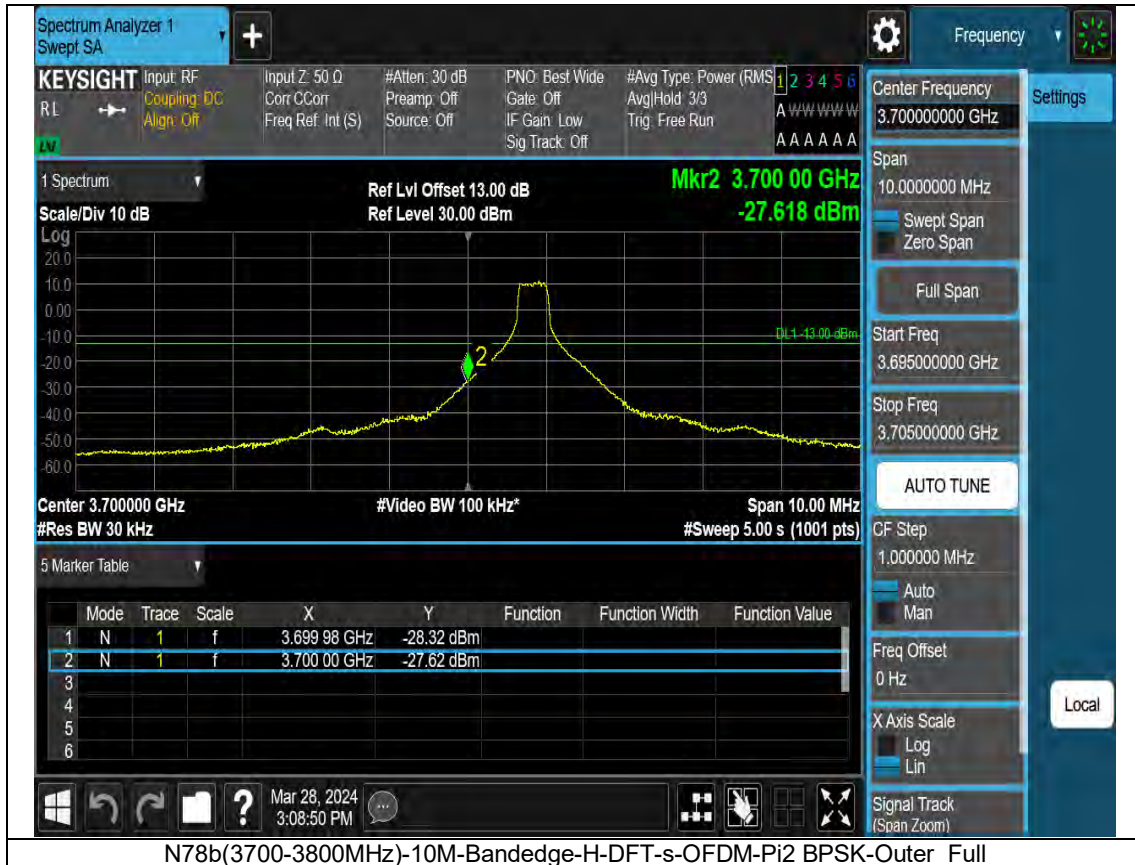 Spectrum Analyzer 1
Swept SA
+
Frequency
KEYSIGHT
RL
LXI
Input: RF
Coupling: DC
Align: Off
Input Z: 50 Ω
Corr CCorr
Freq Ref: Int (S)
#Atten: 30 dB
Preamp: Off
Source: Off
PNO: Best Wide
Gate: Off
IF Gain: Low
Sig Track: Off
#Avg Type: Power (RMS
Avg|Hold: 3/3
Trig: Free Run
1 2 3 4 5 6
A W W W W W
A A A A A A
1 Spectrum
Scale/Div 10 dB
Ref Lvl Offset 13.00 dB
Ref Level 30.00 dBm
Mkr2 3.700 00 GHz
-27.618 dBm
Log
20.0
10.0
0.00
-10.0
-20.0
-30.0
-40.0
-50.0
-60.0
DL1 -13.00 dBm
2
Center 3.700000 GHz
#Res BW 30 kHz
#Video BW 100 kHz*
Span 10.00 MHz
#Sweep 5.00 s (1001 pts)
5 Marker Table
Mode Trace Scale X Y Function Function Width Function Value
1 N 1 f 3.699 98 GHz -28.32 dBm
2 N 1 f 3.700 00 GHz -27.62 dBm
3
4
5
6
Mar 28, 2024
3:08:50 PM
?
Center Frequency
3.700000000 GHz
Settings
Span
10.0000000 MHz
Swept Span
Zero Span
Full Span
Start Freq
3.695000000 GHz
Stop Freq
3.705000000 GHz
AUTO TUNE
CF Step
1.000000 MHz
Auto
Man
Freq Offset
0 Hz
X Axis Scale
Log
Lin
Local
Signal Track
(Span Zoom)
N78b(3700-3800MHz)-10M-Bandedge-H-DFT-s-OFDM-Pi2 BPSK-Outer_Full